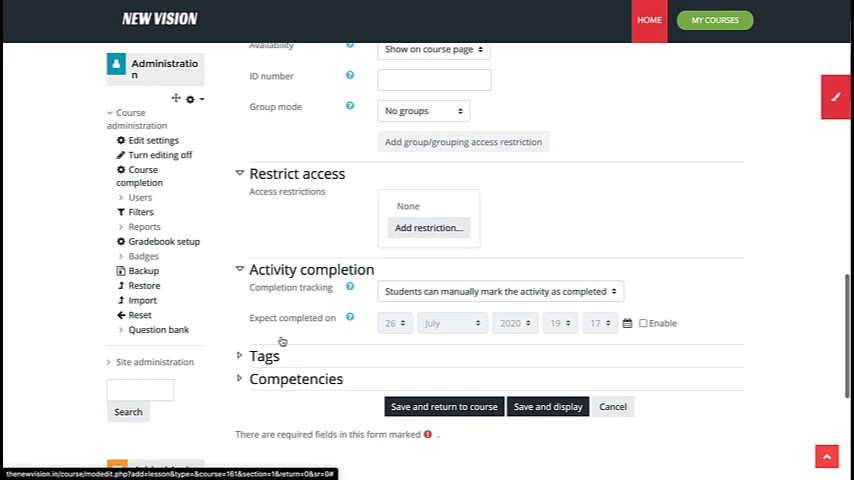 NEW VISION
HOME
MY COURSES
Administratio
n
Course
administration
Edit settings
Turn editing off
Course
completion
Users
Filters
Reports
Gradebook setup
Badges
Backup
Restore
Import
Reset
Question bank
Site administration
Search
Availability
Show on course page
ID number
Group mode
No groups
Add group/grouping access restriction
Restrict access
Access restrictions
None
Add restriction...
Activity completion
Completion tracking
Students can manually mark the activity as completed
Expect completed on
26 July 2020 19 17 Enable
Tags
Competencies
Save and return to course Save and display Cancel
There are required fields in this form marked .
thenewvision.in/course/modedit.php?add=lesson&type=&course=161&section=1&return=0&sr=0#